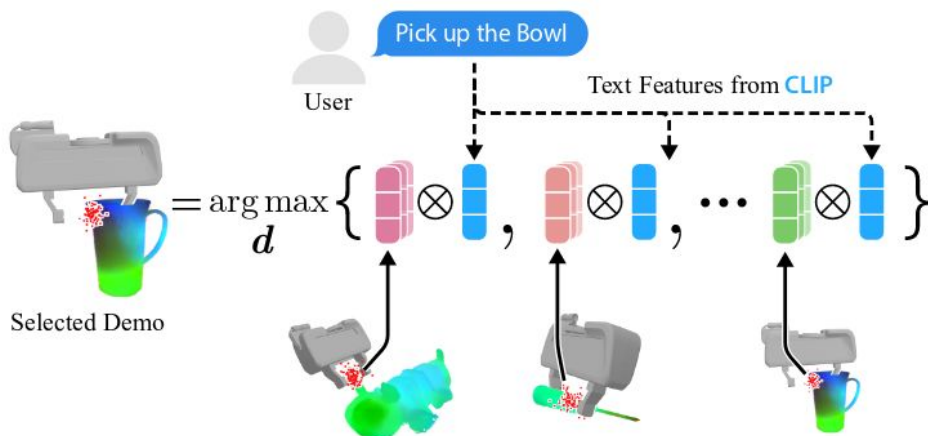 Pick up the Bowl
User
Text Features from CLIP
= arg max { ⊗ , ⊗ , ••• ⊗ }
d
Selected Demo